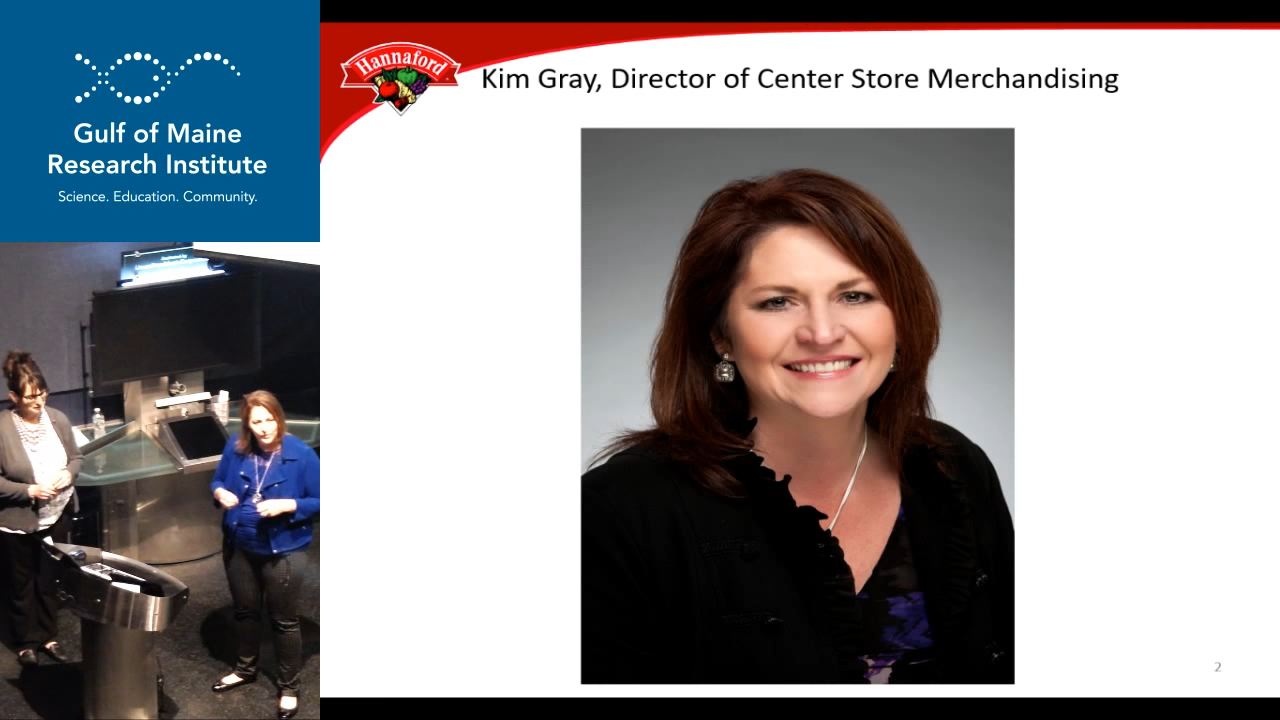 Gulf of Maine
Research Institute
Science. Education. Community.
Hannaford
Kim Gray, Director of Center Store Merchandising
2